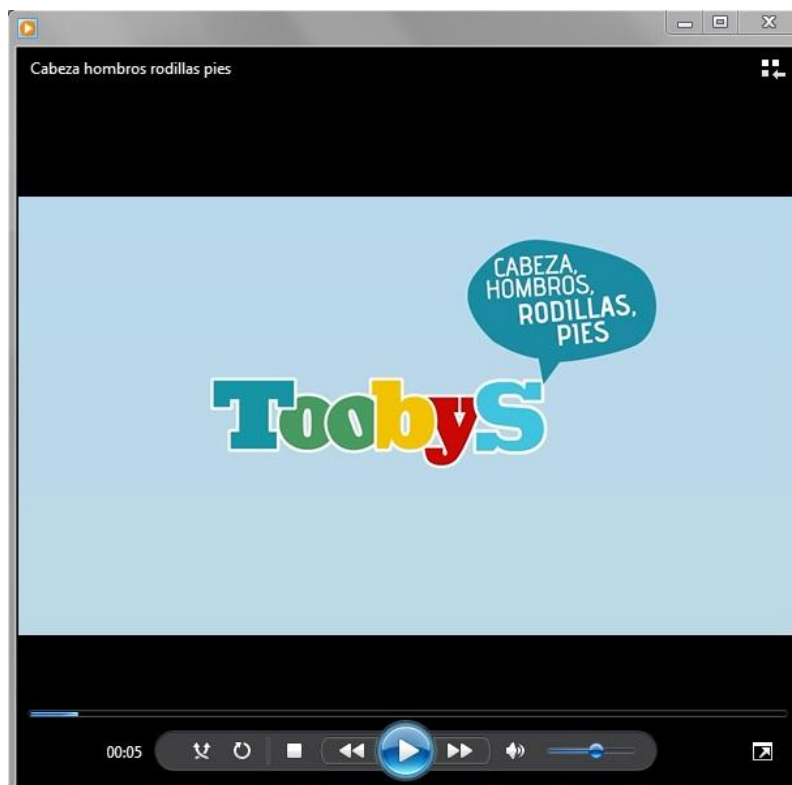 Cabeza hombros rodillas pies
CABEZA,
HOMBROS,
RODILLAS,
PIES
ToobyS
00:05